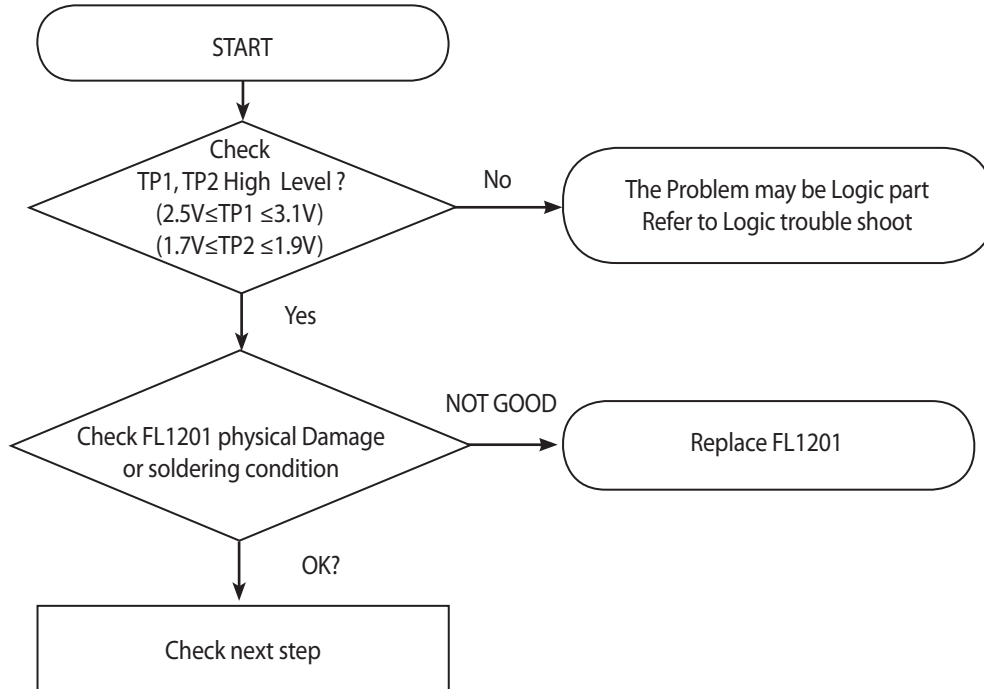 START
Check
TP1, TP2 High Level ?
(2.5V≤TP1 ≤3.1V)
(1.7V≤TP2 ≤1.9V)
No
The Problem may be Logic part
Refer to Logic trouble shoot
Yes
Check FL1201 physical Damage
or soldering condition
NOT GOOD
Replace FL1201
OK?
Check next step